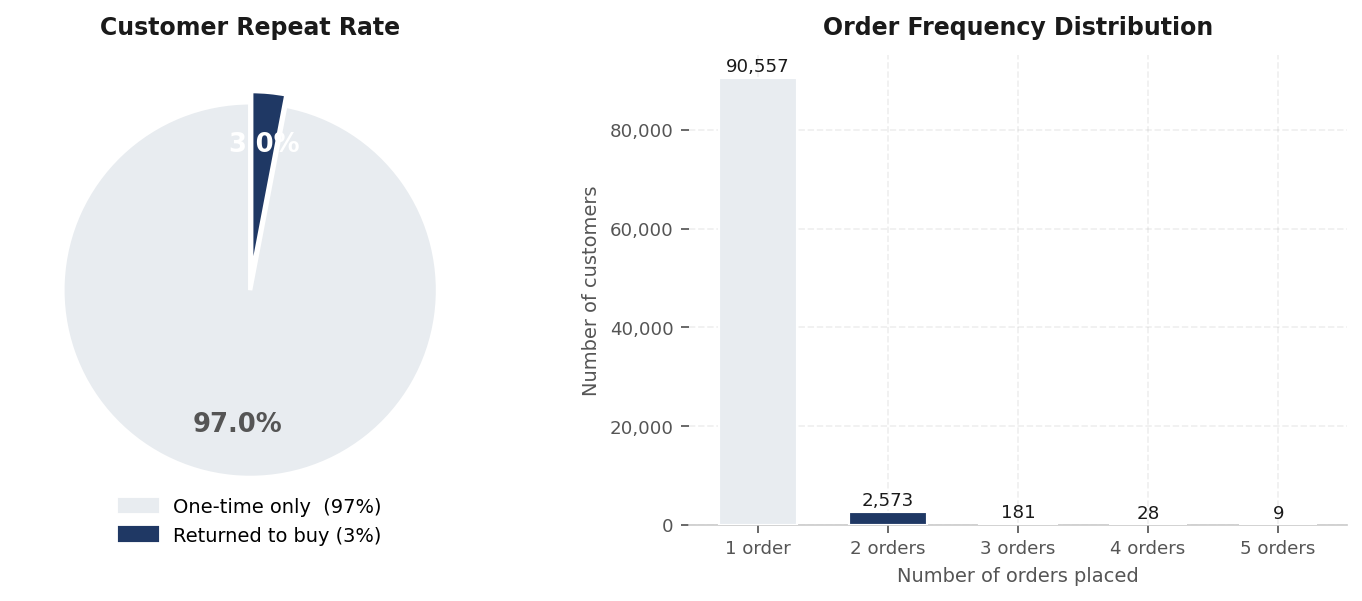 Customer Repeat Rate
3.0%
97.0%
One-time only  (97%)
Returned to buy (3%)
Order Frequency Distribution
Number of customers
80,000
60,000
40,000
20,000
0
90,557
2,573
181
28
9
1 order
2 orders
3 orders
4 orders
5 orders
Number of orders placed